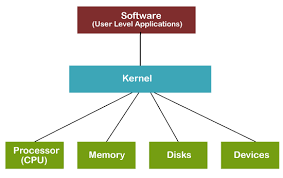 Software
(User Level Applications)
Kernel
Processor
(CPU)
Memory
Disks
Devices